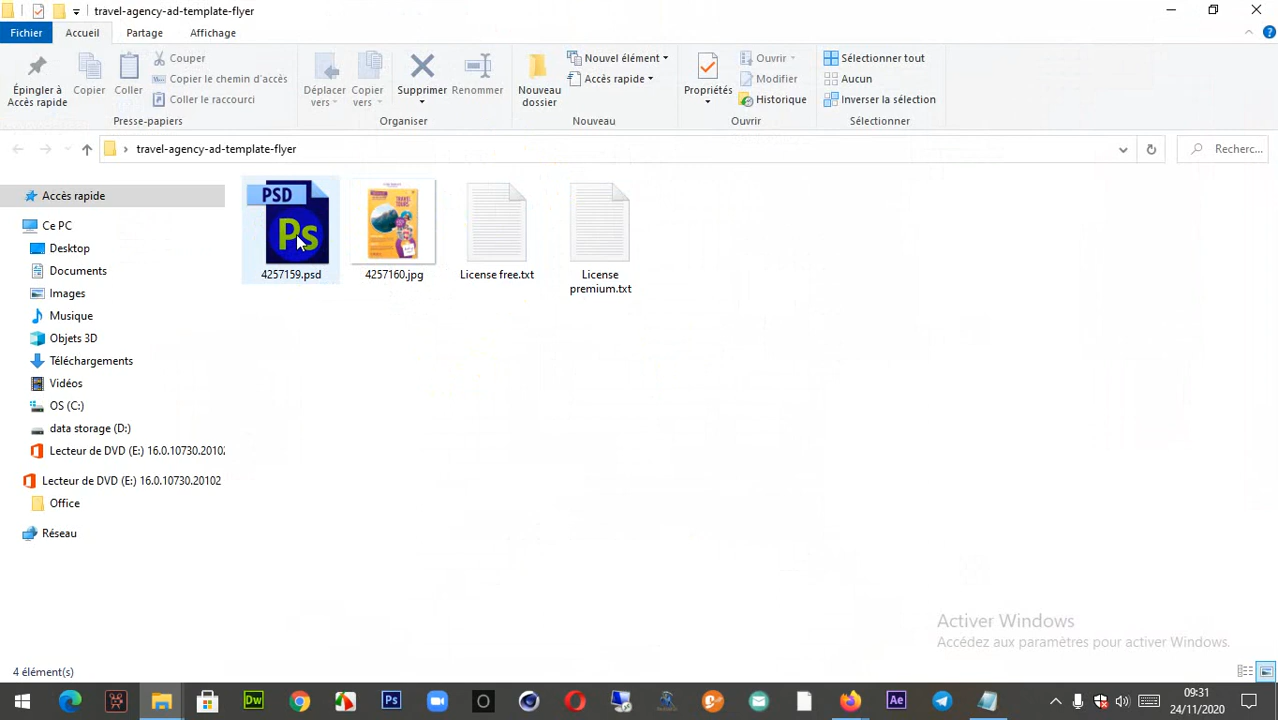 travel-agency-ad-template-flyer
Fichier
Accueil
Partage
Affichage
Épingler à Accès rapide
Copier
Coller
Couper
Copier le chemin d'accès
Coller le raccourci
Presse-papiers
Déplacer vers
Copier vers
Supprimer
Renommer
Organiser
Nouveau dossier
Nouvel élément
Accès rapide
Nouveau
Propriétés
Ouvrir
Modifier
Historique
Ouvrir
Sélectionner tout
Aucun
Inverser la sélection
Sélectionner
travel-agency-ad-template-flyer
Recherc...
Accès rapide
Ce PC
Desktop
Documents
Images
Musique
Objets 3D
Téléchargements
Vidéos
OS (C:)
data storage (D:)
Lecteur de DVD (E:) 16.0.10730.2010
Lecteur de DVD (E:) 16.0.10730.20102
Office
Réseau
PSD
Ps
4257159.psd
4257160.jpg
License free.txt
License
premium.txt
TRAVEL
TOURS
Activer Windows
Accédez aux paramètres pour activer Windows.
4 élément(s)
Dw
Ps
Ae
09:31
24/11/2020